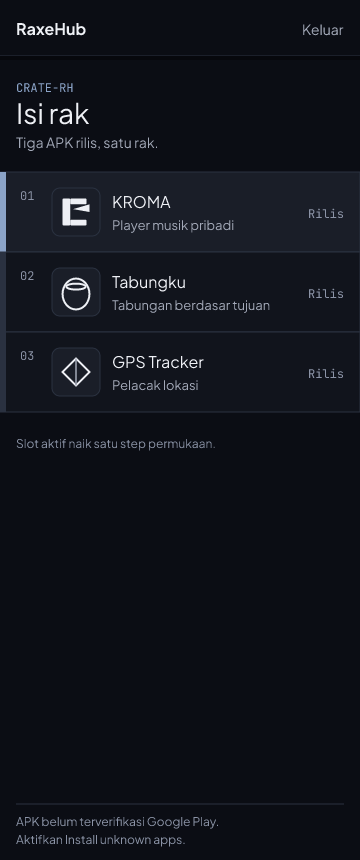 RaxeHub
Keluar
CRATE-RH
Isi rak
Tiga APK rilis, satu rak.
01
KROMA
Player musik pribadi
Rilis
02
Tabungku
Tabungan berdasar tujuan
Rilis
03
GPS Tracker
Pelacak lokasi
Rilis
Slot aktif naik satu step permukaan.
APK belum terverifikasi Google Play.
Aktifkan Install unknown apps.